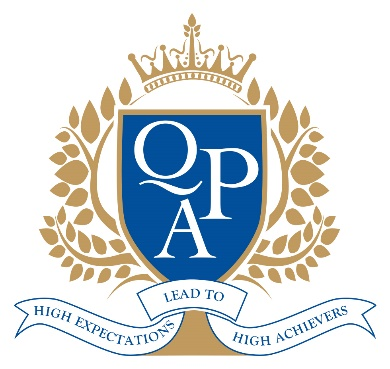 QPA
HIGH EXPECTATIONS
LEAD TO
HIGH ACHIEVERS